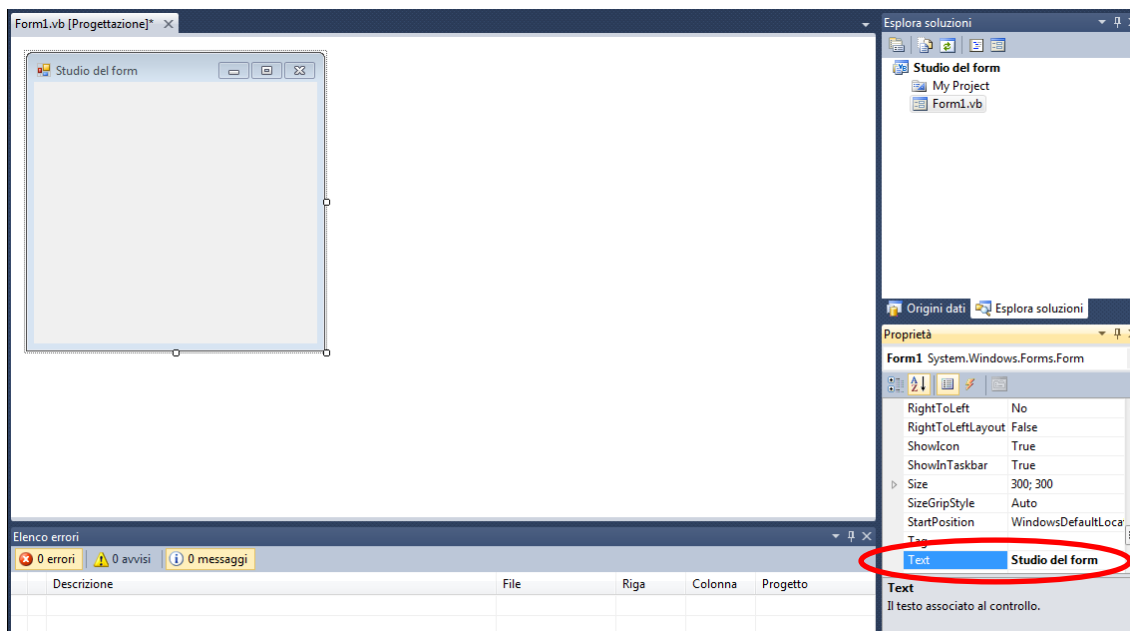 Form1.vb [Progettazione]*
Studio del form
Elenco errori
0 errori 0 avvisi 0 messaggi
Descrizione File Riga Colonna Progetto
Esplora soluzioni
Studio del form
My Project
Form1.vb
Origini dati Esplora soluzioni
Proprietà
Form1 System.Windows.Forms.Form
RightToLeft No
RightToLeftLayout False
ShowIcon True
ShowInTaskbar True
Size 300; 300
SizeGripStyle Auto
StartPosition WindowsDefaultLoca
Tag
Text Studio del form
Text
Il testo associato al controllo.